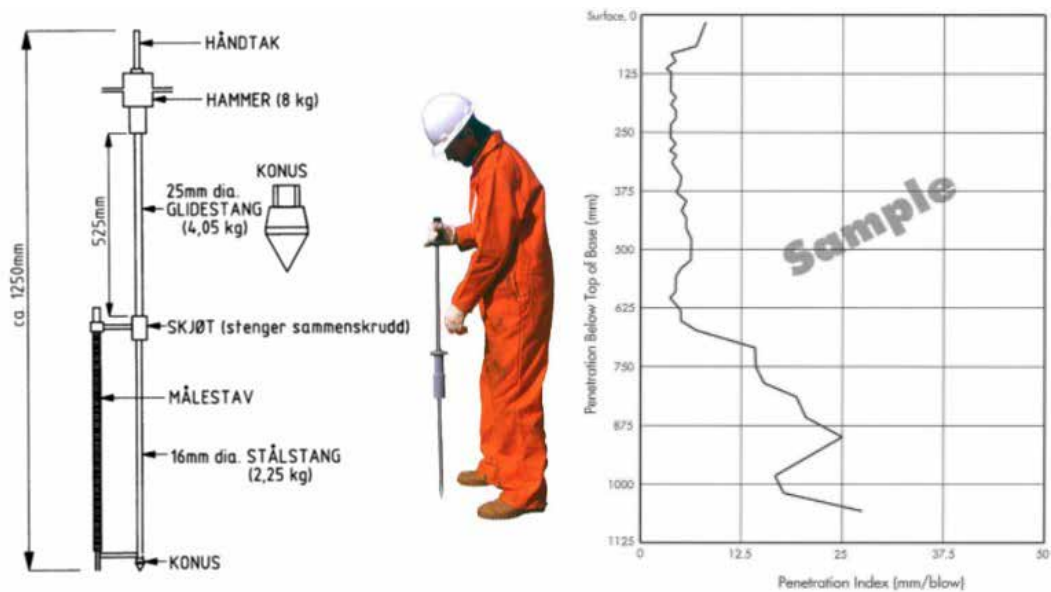 HÅNDTAK
HAMMER (8 kg)
KONUS
25mm dia.
GLIDESTANG
(4,05 kg)
525mm
ca. 1250mm
SKJØT (stenger sammenskrudd)
MÅLESTAV
16mm dia. STÅLSTANG
(2,25 kg)
KONUS
Surface, 0
125
250
375
500
625
750
875
1000
1125
Penetration Below Top of Base (mm)
Sample
0
12.5
25
37.5
50
Penetration Index (mm/blow)